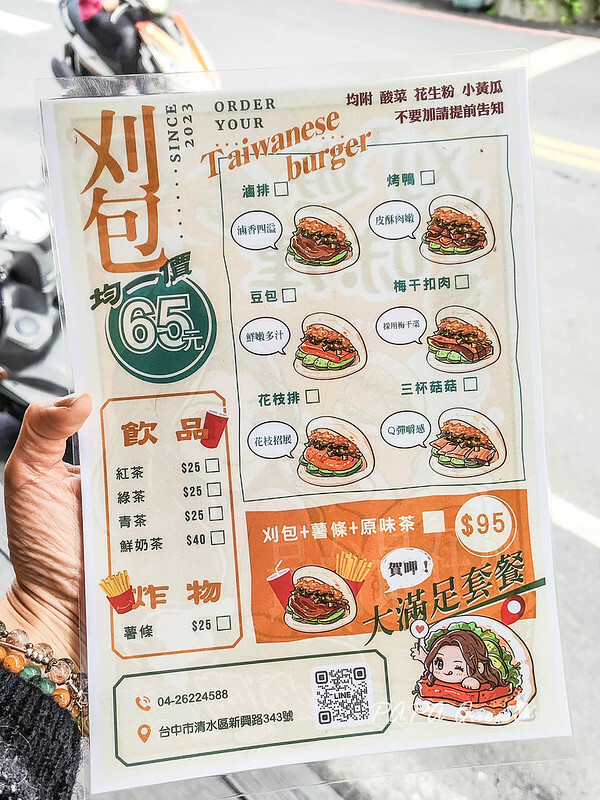 刈包
SINCE 2023
ORDER
YOUR
Taiwanese
burger
均附 酸菜 花生粉 小黃瓜
不要加請提前告知
均一價
65元
滷排
滷香四溢
烤鴨
皮酥肉嫩
豆包
鮮嫩多汁
梅干扣肉
採用梅干菜
花枝排
花枝招展
三杯菇菇
Q彈嚼感
飲品
紅茶 $25
綠茶 $25
青茶 $25
鮮奶茶 $40
炸物
薯條 $25
刈包+薯條+原味茶 $95
賀呷!
大滿足套餐
04-26224588
台中市清水區新興路343號
LINE
PAPA